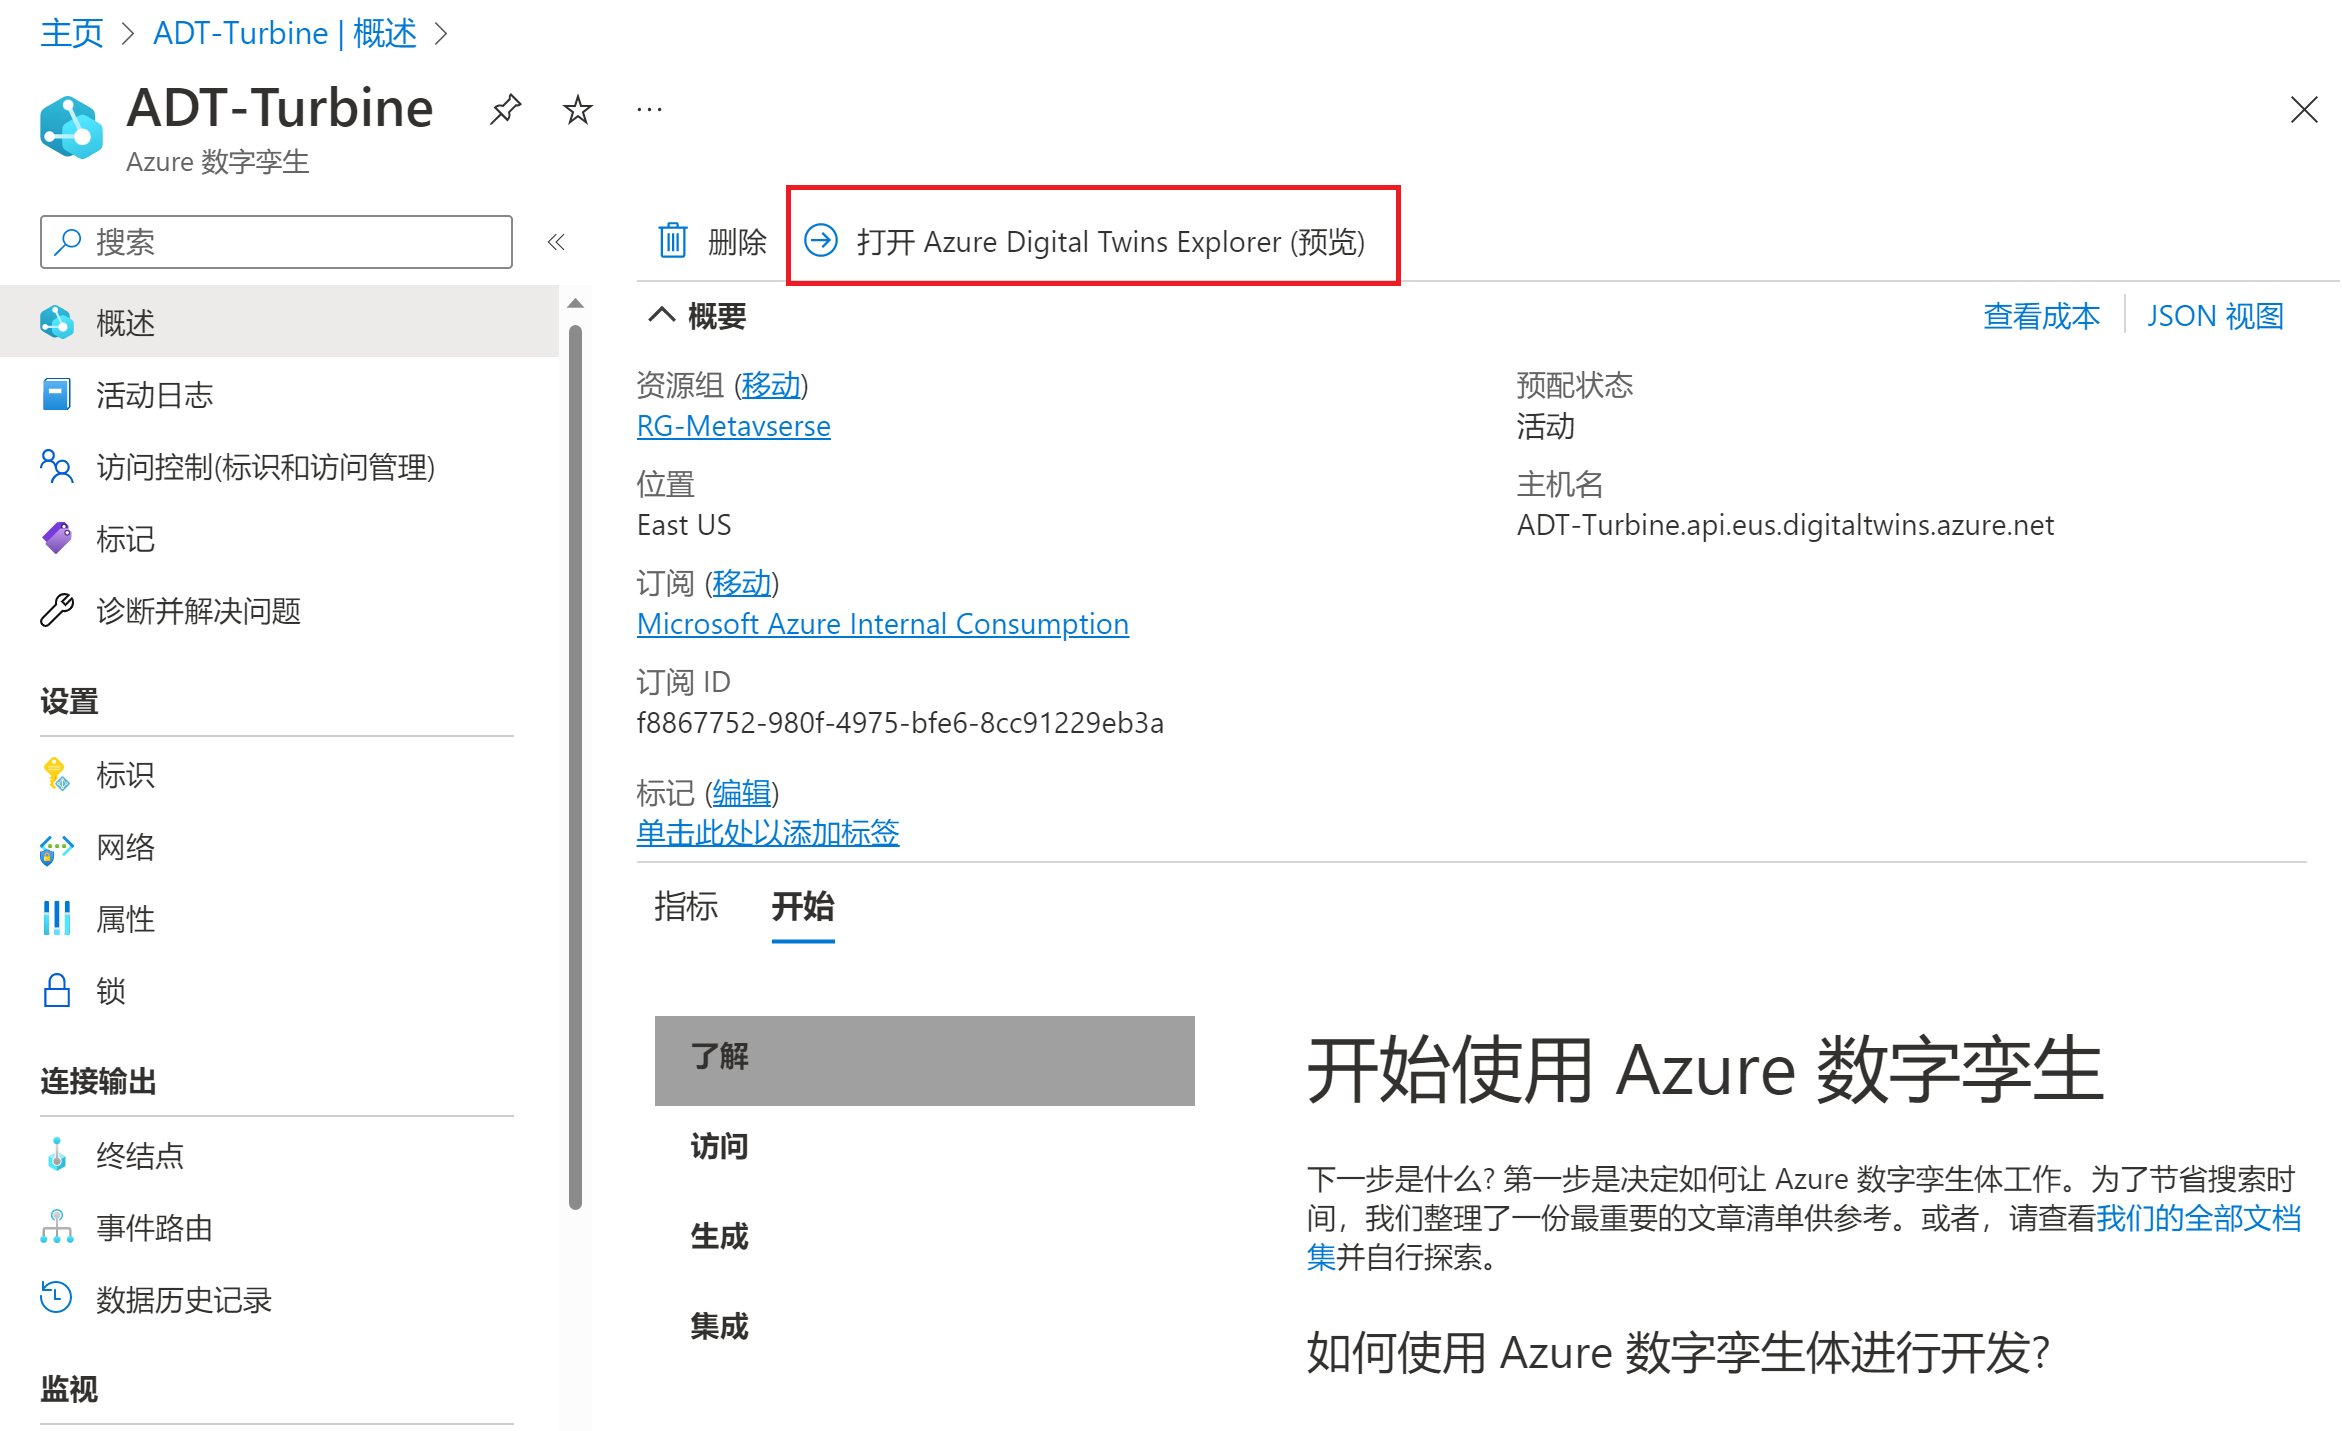 主页 > ADT-Turbine | 概述 >
ADT-Turbine
Azure 数字孪生
搜索
概述
活动日志
访问控制(标识和访问管理)
标记
诊断并解决问题
设置
标识
网络
属性
锁
连接输出
终结点
事件路由
数据历史记录
监视
删除
打开 Azure Digital Twins Explorer (预览)
概要
查看成本
JSON 视图
资源组 (移动)
RG-Metavserse
位置
East US
订阅 (移动)
Microsoft Azure Internal Consumption
订阅 ID
f8867752-980f-4975-bfe6-8cc91229eb3a
标记 (编辑)
单击此处以添加标签
预配状态
活动
主机名
ADT-Turbine.api.eus.digitaltwins.azure.net
指标
开始
了解
访问
生成
集成
开始使用 Azure 数字孪生
下一步是什么? 第一步是决定如何让 Azure 数字孪生体工作。为了节省搜索时
间，我们整理了一份最重要的文章清单供参考。或者，请查看我们的全部文档
集并自行探索。
如何使用 Azure 数字孪生体进行开发?